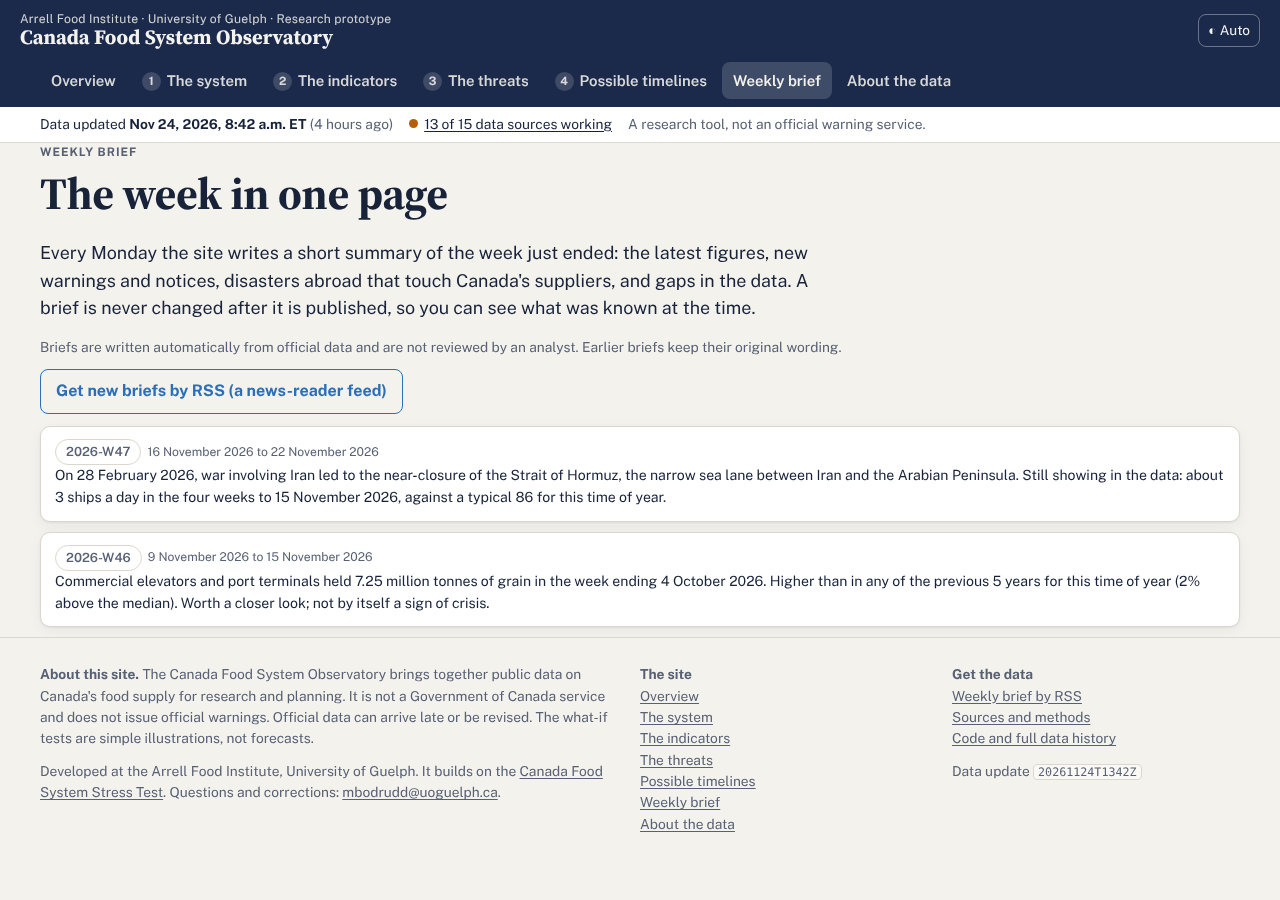 Arrell Food Institute · University of Guelph · Research prototype
Canada Food System Observatory
Auto
Overview
1 The system
2 The indicators
3 The threats
4 Possible timelines
Weekly brief
About the data
Data updated Nov 24, 2026, 8:42 a.m. ET (4 hours ago)
13 of 15 data sources working
A research tool, not an official warning service.
WEEKLY BRIEF
The week in one page
Every Monday the site writes a short summary of the week just ended: the latest figures, new
warnings and notices, disasters abroad that touch Canada's suppliers, and gaps in the data. A
brief is never changed after it is published, so you can see what was known at the time.
Briefs are written automatically from official data and are not reviewed by an analyst. Earlier briefs keep their original wording.
Get new briefs by RSS (a news-reader feed)
2026-W47 16 November 2026 to 22 November 2026
On 28 February 2026, war involving Iran led to the near-closure of the Strait of Hormuz, the narrow sea lane between Iran and the Arabian Peninsula. Still showing in the data: about
3 ships a day in the four weeks to 15 November 2026, against a typical 86 for this time of year.
2026-W46 9 November 2026 to 15 November 2026
Commercial elevators and port terminals held 7.25 million tonnes of grain in the week ending 4 October 2026. Higher than in any of the previous 5 years for this time of year (2%
above the median). Worth a closer look; not by itself a sign of crisis.
About this site. The Canada Food System Observatory brings together public data on
Canada's food supply for research and planning. It is not a Government of Canada service
and does not issue official warnings. Official data can arrive late or be revised. The what-if
tests are simple illustrations, not forecasts.
Developed at the Arrell Food Institute, University of Guelph. It builds on the Canada Food
System Stress Test. Questions and corrections: mbodrudd@uoguelph.ca.
The site
Overview
The system
The indicators
The threats
Possible timelines
Weekly brief
About the data
Get the data
Weekly brief by RSS
Sources and methods
Code and full data history
Data update 20261124T1342Z